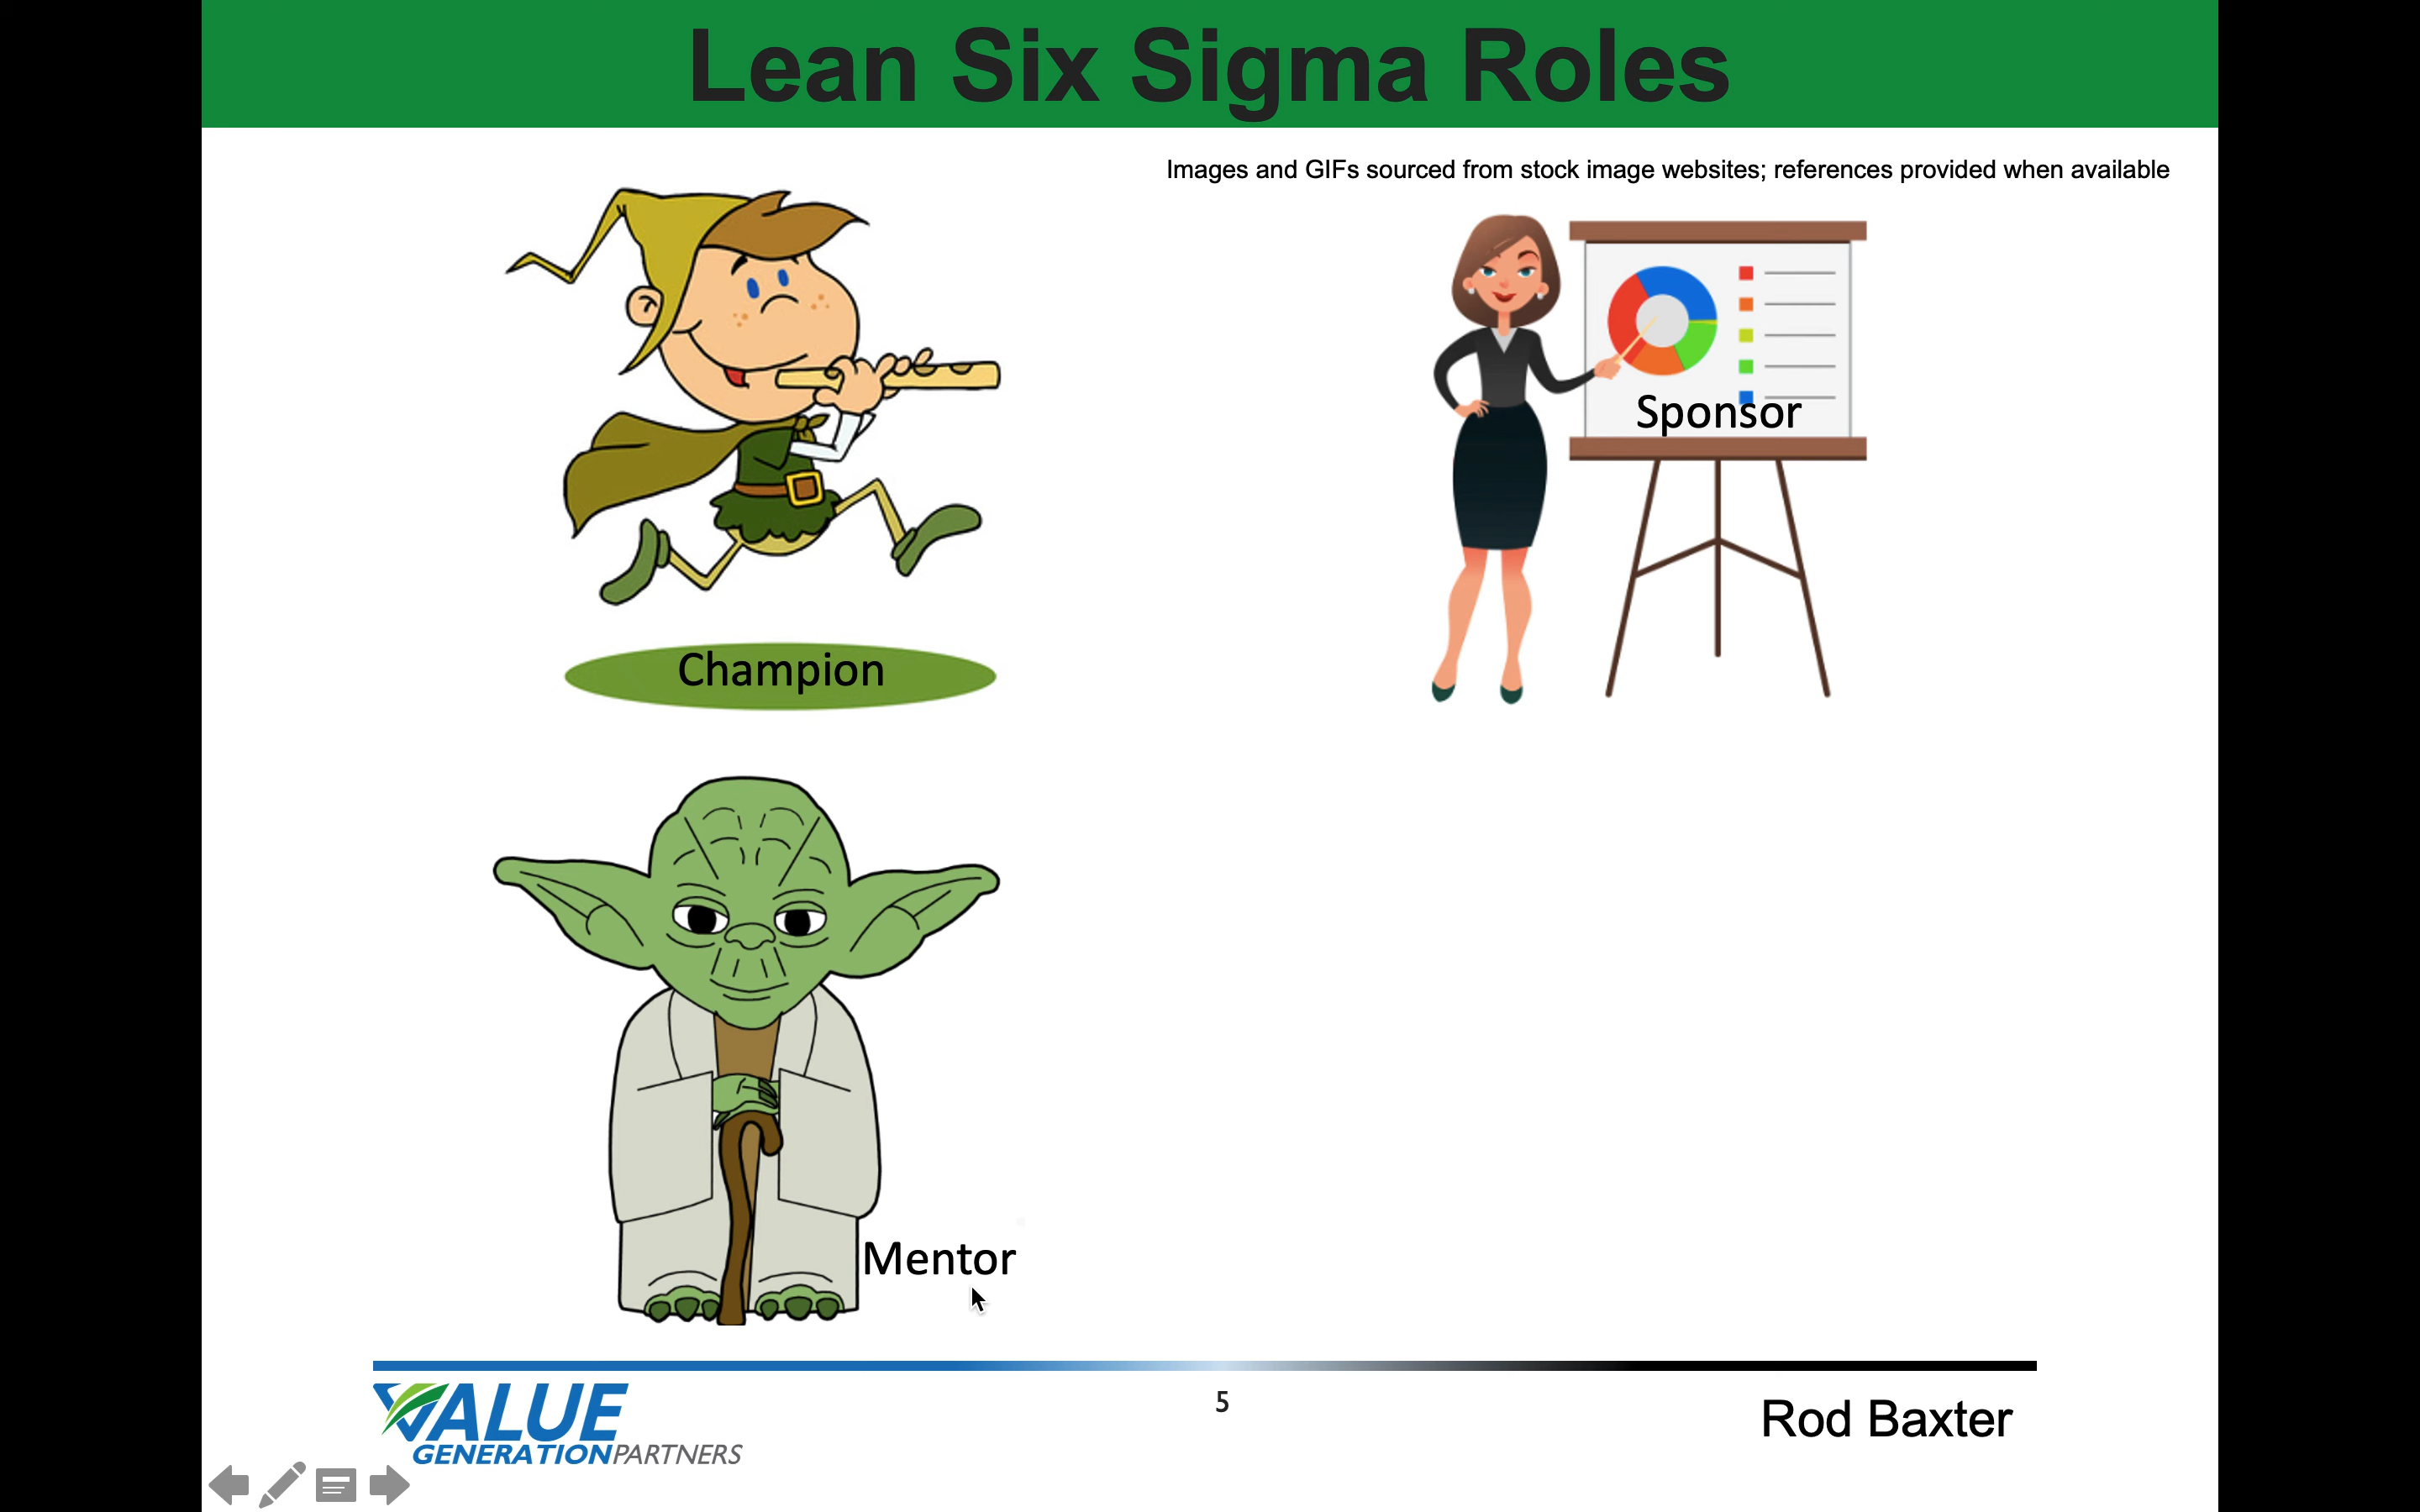 Lean Six Sigma Roles
Images and GIFs sourced from stock image websites; references provided when available
Sponsor
Champion
Mentor
VALUE
GENERATIONPARTNERS
5
Rod Baxter